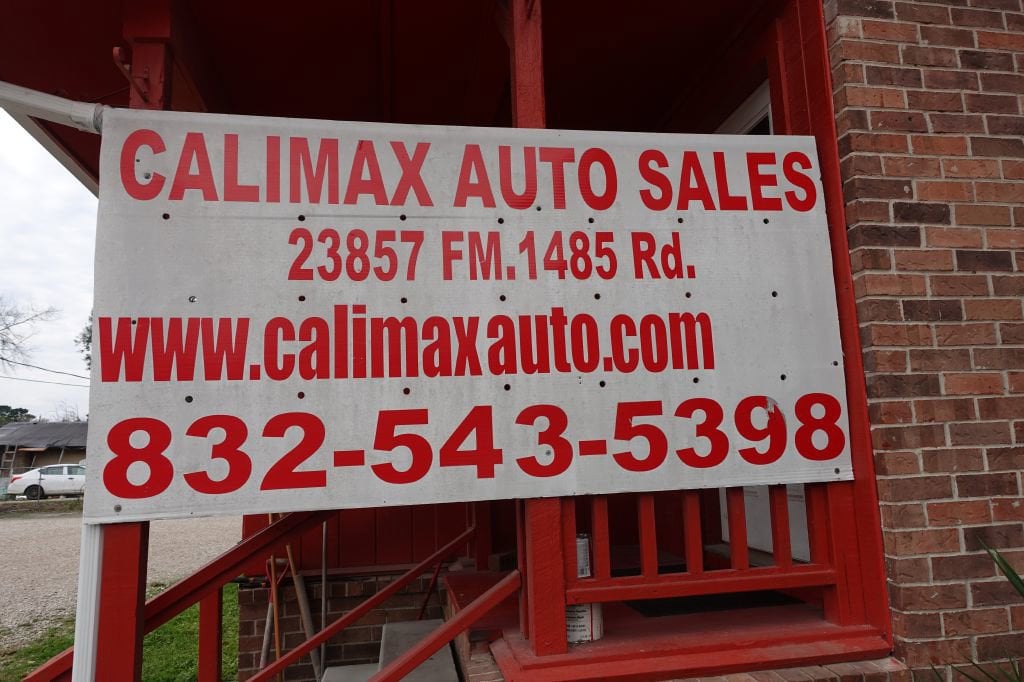 CALIMAX AUTO SALES
23857 FM.1485 Rd.
www.calimaxauto.com
832-543-5398